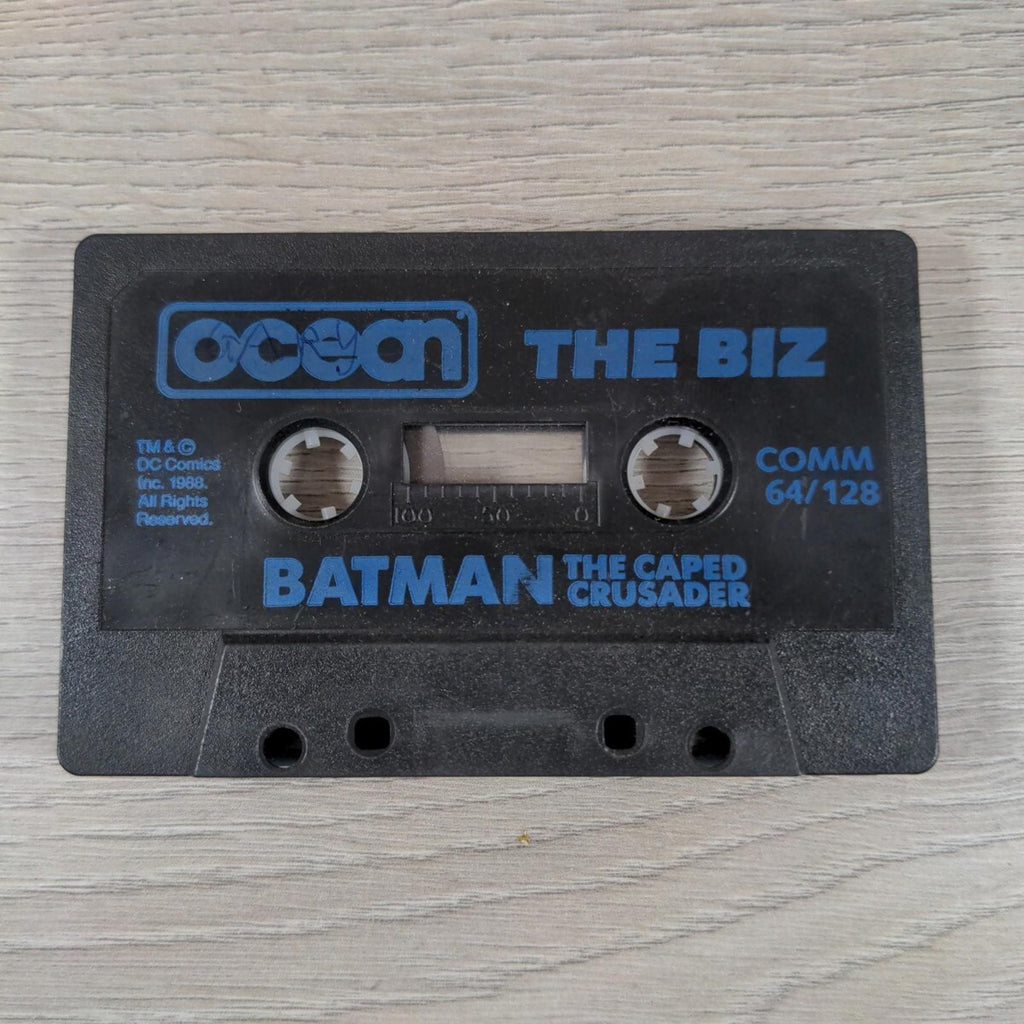 ocean
THE BIZ
TM & ©
DC Comics
Inc. 1988.
All Rights
Reserved.
COMM
64/128
100 50 0
BATMAN THE CAPED
CRUSADER